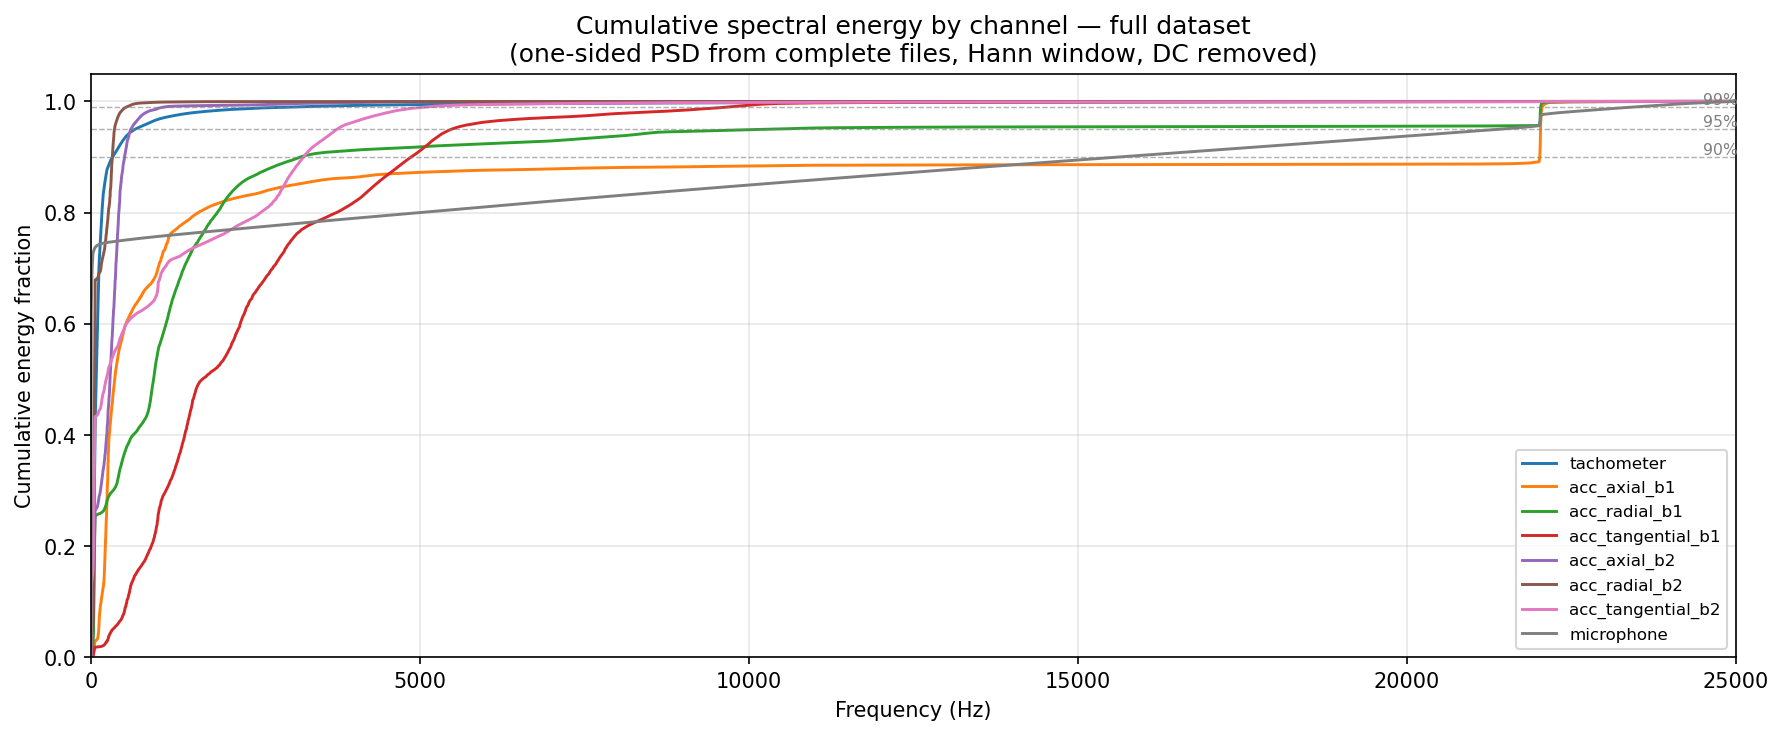 Cumulative spectral energy by channel — full dataset
(one-sided PSD from complete files, Hann window, DC removed)
Cumulative energy fraction
1.0
0.8
0.6
0.4
0.2
0.0
99%
95%
90%
tachometer
acc_axial_b1
acc_radial_b1
acc_tangential_b1
acc_axial_b2
acc_radial_b2
acc_tangential_b2
microphone
0 5000 10000 15000 20000 25000
Frequency (Hz)